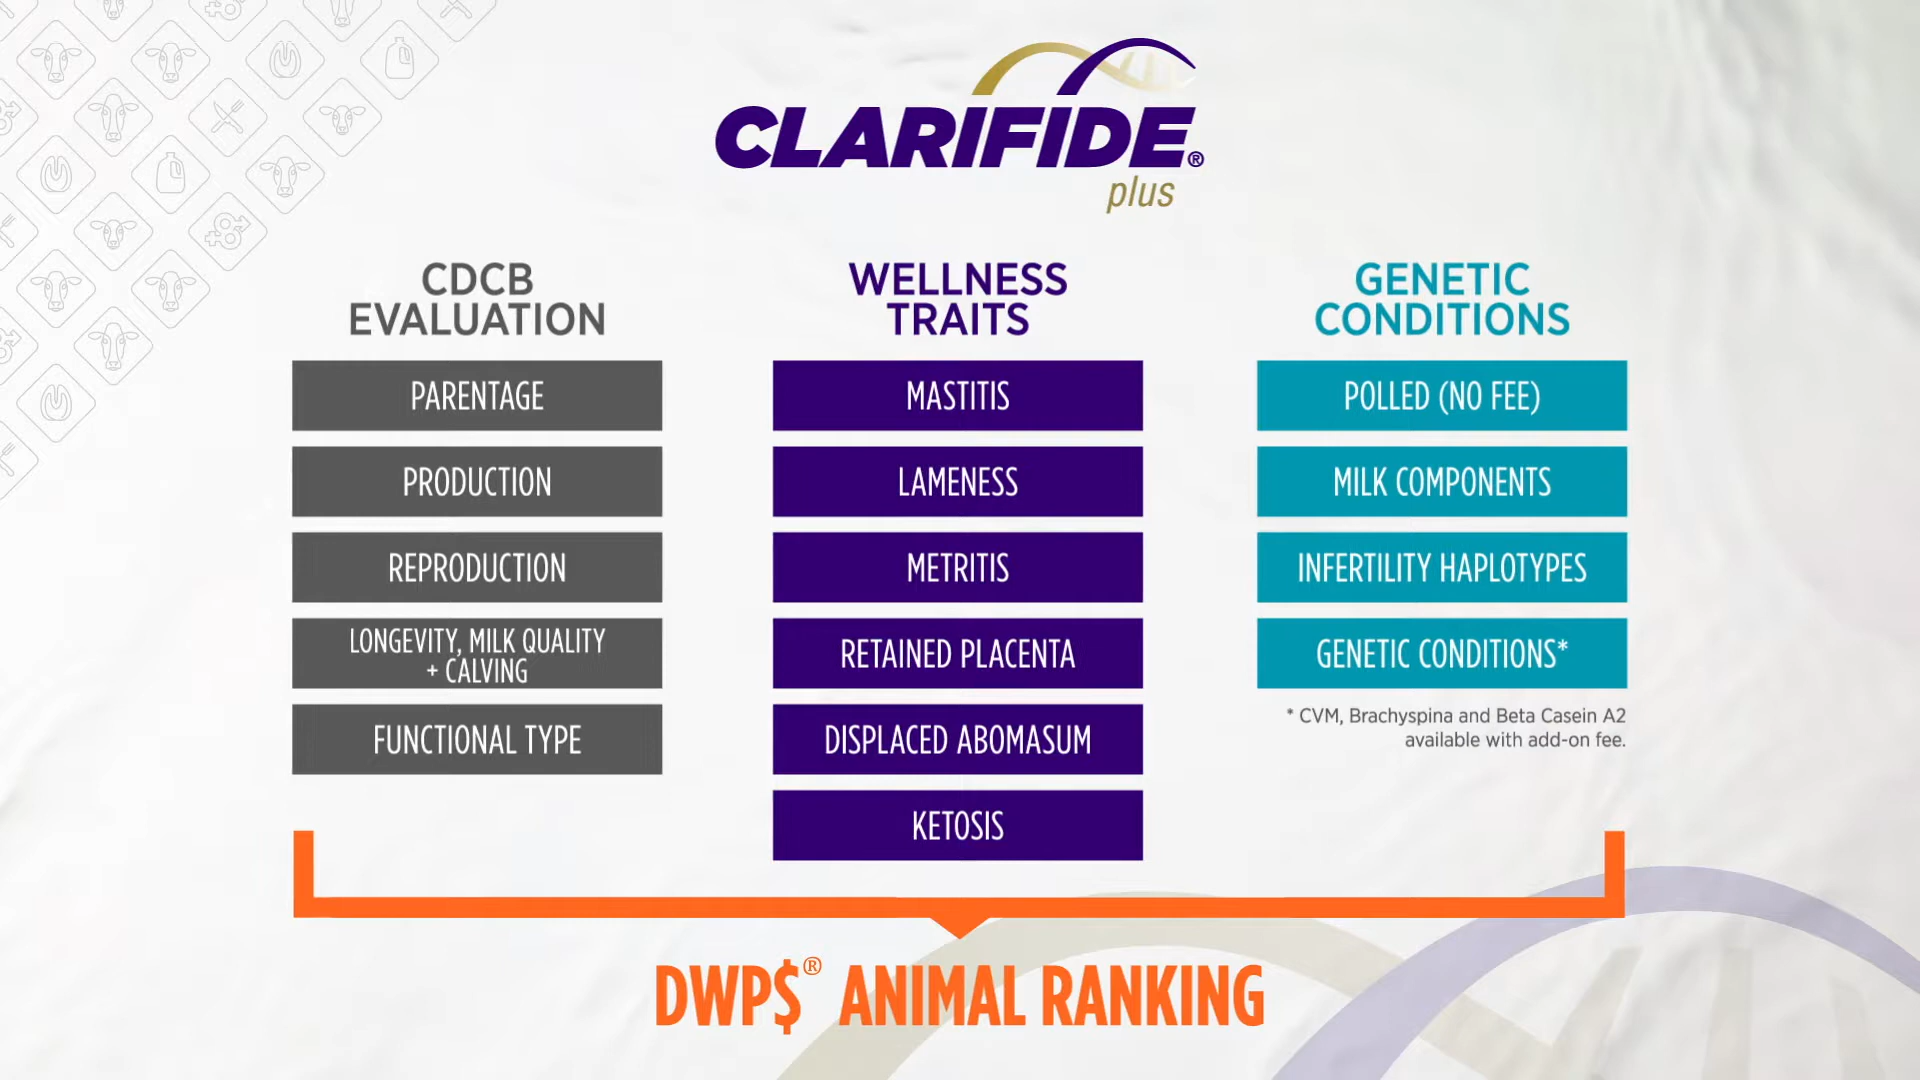 CLARIFIDE®
plus
CDCB
EVALUATION
PARENTAGE
PRODUCTION
REPRODUCTION
LONGEVITY, MILK QUALITY
+ CALVING
FUNCTIONAL TYPE
WELLNESS
TRAITS
MASTITIS
LAMENESS
METRITIS
RETAINED PLACENTA
DISPLACED ABOMASUM
KETOSIS
GENETIC
CONDITIONS
POLLED (NO FEE)
MILK COMPONENTS
INFERTILITY HAPLOTYPES
GENETIC CONDITIONS*
* CVM, Brachyspina and Beta Casein A2
available with add-on fee.
DWP$® ANIMAL RANKING